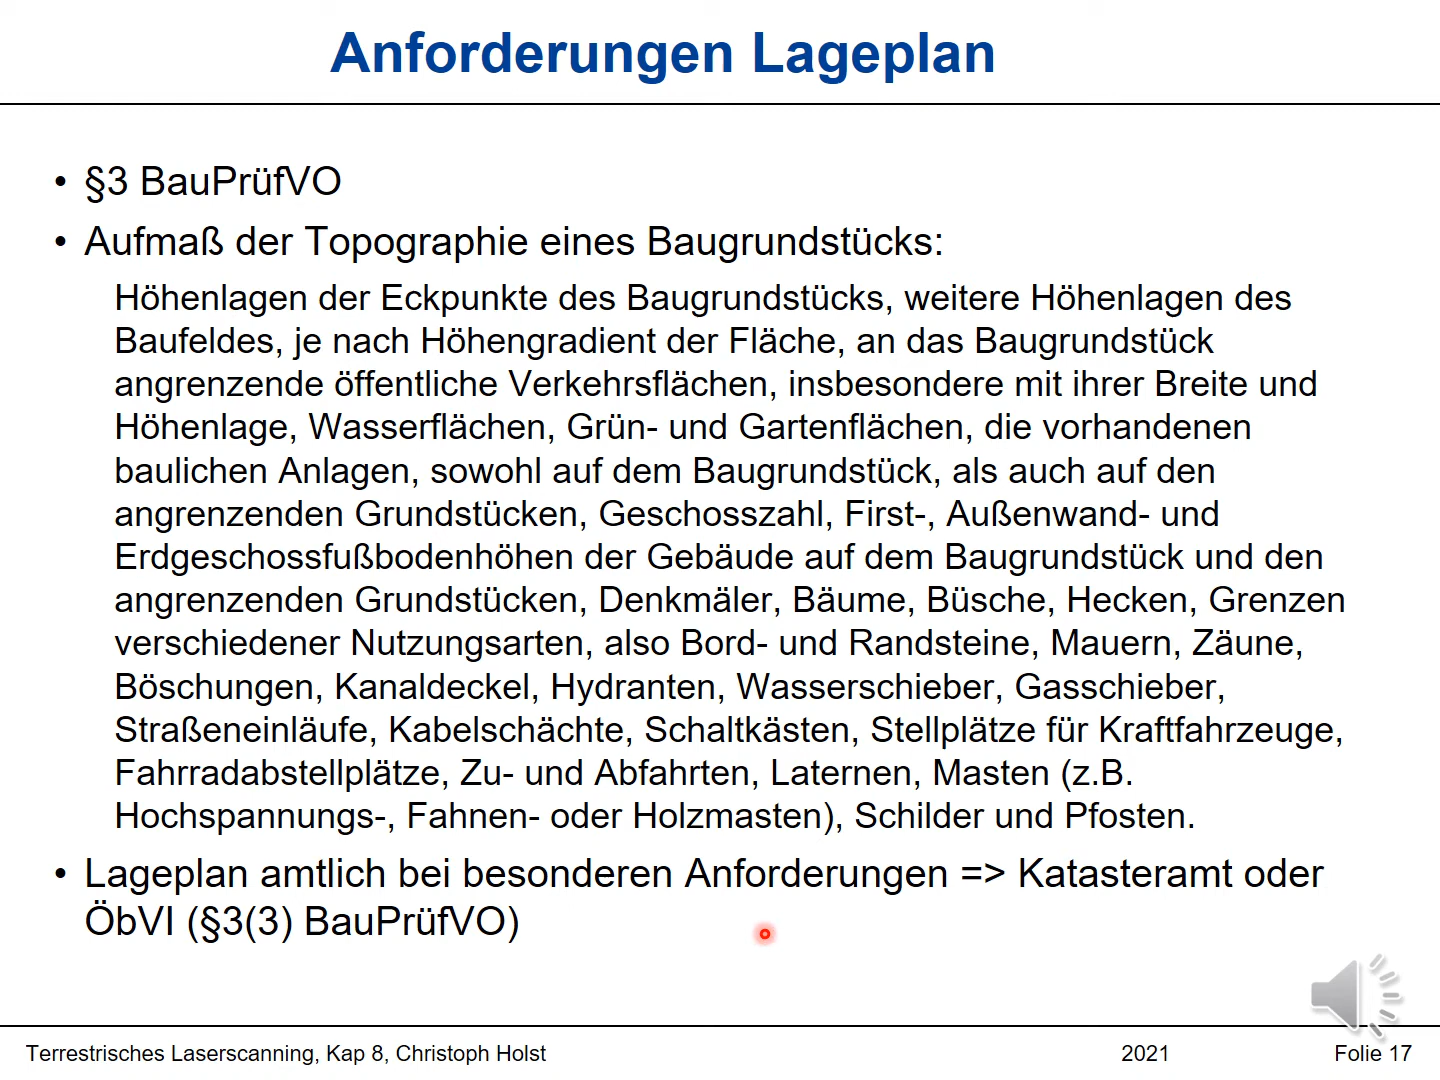 Anforderungen Lageplan
• §3 BauPrüfVO
• Aufmaß der Topographie eines Baugrundstücks:
Höhenlagen der Eckpunkte des Baugrundstücks, weitere Höhenlagen des
Baufeldes, je nach Höhengradient der Fläche, an das Baugrundstück
angrenzende öffentliche Verkehrsflächen, insbesondere mit ihrer Breite und
Höhenlage, Wasserflächen, Grün- und Gartenflächen, die vorhandenen
baulichen Anlagen, sowohl auf dem Baugrundstück, als auch auf den
angrenzenden Grundstücken, Geschosszahl, First-, Außenwand- und
Erdgeschossfußbodenhöhen der Gebäude auf dem Baugrundstück und den
angrenzenden Grundstücken, Denkmäler, Bäume, Büsche, Hecken, Grenzen
verschiedener Nutzungsarten, also Bord- und Randsteine, Mauern, Zäune,
Böschungen, Kanaldeckel, Hydranten, Wasserschieber, Gasschieber,
Straßeneinläufe, Kabelschächte, Schaltkästen, Stellplätze für Kraftfahrzeuge,
Fahrradabstellplätze, Zu- und Abfahrten, Laternen, Masten (z.B.
Hochspannungs-, Fahnen- oder Holzmasten), Schilder und Pfosten.
• Lageplan amtlich bei besonderen Anforderungen => Katasteramt oder
ÖbVI (§3(3) BauPrüfVO)
Terrestrisches Laserscanning, Kap 8, Christoph Holst
2021
Folie 17